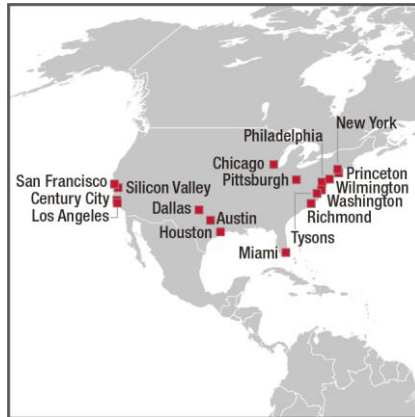 New York
Philadelphia
Chicago
Pittsburgh
Princeton
Wilmington
Washington
Richmond
Tysons
San Francisco
Silicon Valley
Century City
Los Angeles
Dallas
Austin
Houston
Miami